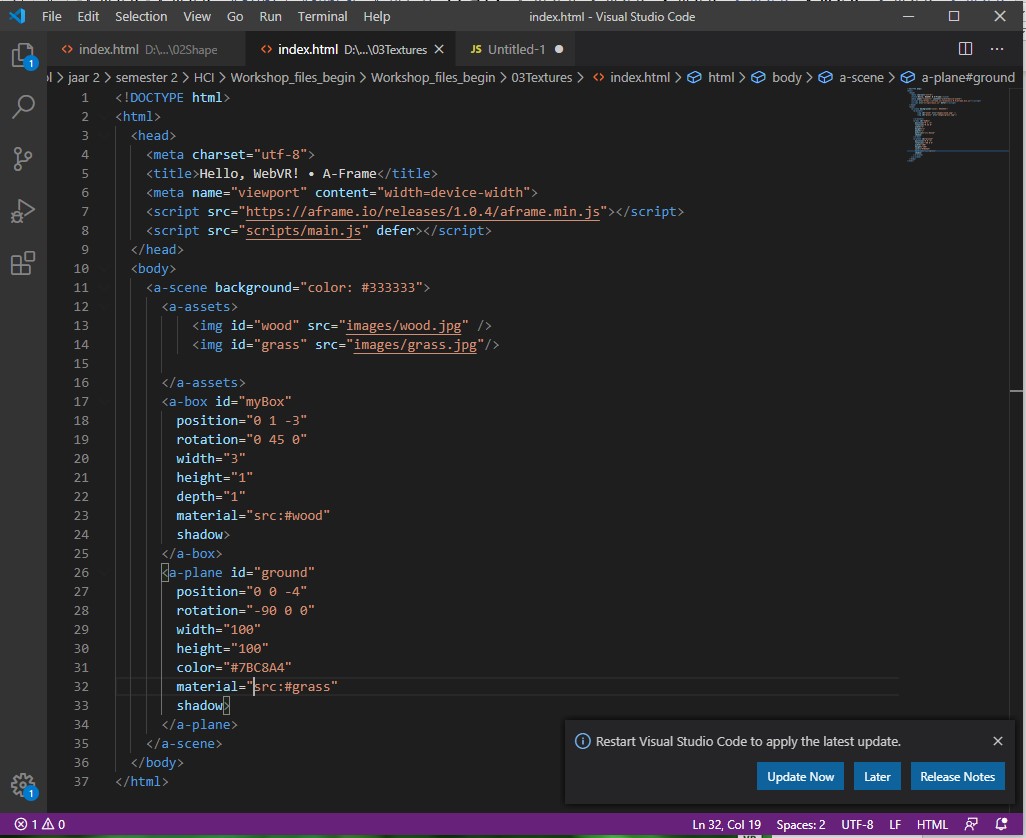 File Edit Selection View Go Run Terminal Help index.html - Visual Studio Code
index.html D:\...\02Shape index.html D:\...\03Textures JS Untitled-1
jaar 2 > semester 2 > HCI > Workshop_files_begin > Workshop_files_begin > 03Textures > index.html > html > body > a-scene > a-plane#ground
1 <!DOCTYPE html>
2 <html>
3 <head>
4 <meta charset="utf-8">
5 <title>Hello, WebVR! • A-Frame</title>
6 <meta name="viewport" content="width=device-width">
7 <script src="https://aframe.io/releases/1.0.4/aframe.min.js"></script>
8 <script src="scripts/main.js" defer></script>
9 </head>
10 <body>
11 <a-scene background="color: #333333">
12 <a-assets>
13 <img id="wood" src="images/wood.jpg" />
14 <img id="grass" src="images/grass.jpg"/>
15
16 </a-assets>
17 <a-box id="myBox"
18 position="0 1 -3"
19 rotation="0 45 0"
20 width="3"
21 height="1"
22 depth="1"
23 material="src:#wood"
24 shadow>
25 </a-box>
26 <a-plane id="ground"
27 position="0 0 -4"
28 rotation="-90 0 0"
29 width="100"
30 height="100"
31 color="#7BC8A4"
32 material="src:#grass"
33 shadow>
34 </a-plane>
35 </a-scene>
36 </body>
37 </html>
1
1
Restart Visual Studio Code to apply the latest update.
Update Now Later Release Notes
1 0 Ln 32, Col 19 Spaces: 2 UTF-8 LF HTML